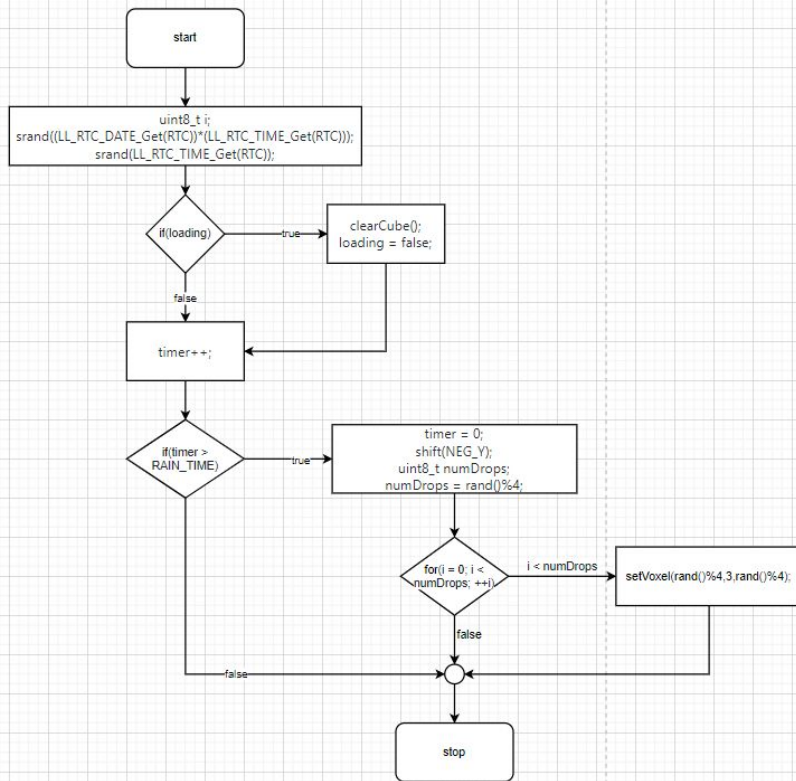 start
uint8_t i;
srand((LL_RTC_DATE_Get(RTC))*(LL_RTC_TIME_Get(RTC)));
srand(LL_RTC_TIME_Get(RTC));
if(loading)
true
clearCube();
loading = false;
false
timer++;
if(timer >
RAIN_TIME)
true
timer = 0;
shift(NEG_Y);
uint8_t numDrops;
numDrops = rand()%4;
for(i = 0; i <
numDrops; ++i)
i < numDrops
setVoxel(rand()%4,3,rand()%4);
false
false
stop